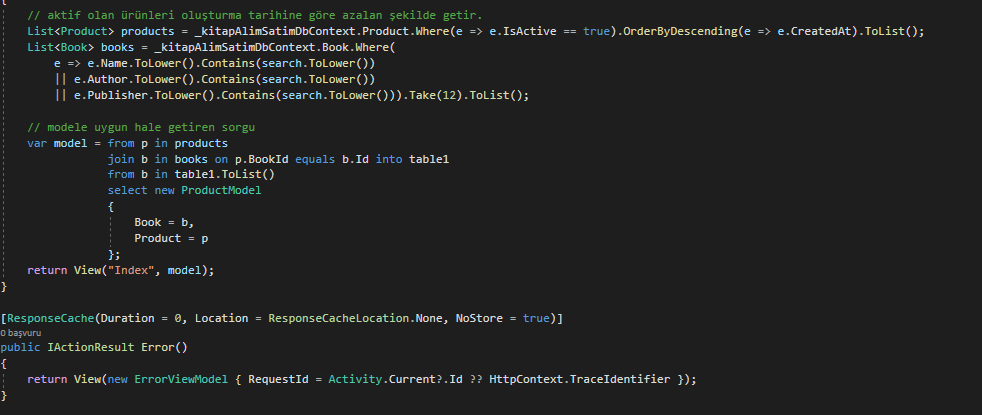 {
// aktif olan ürünleri oluşturma tarihine göre azalan şekilde getir.
List<Product> products = _kitapAlimSatimDbContext.Product.Where(e => e.IsActive == true).OrderByDescending(e => e.CreatedAt).ToList();
List<Book> books = _kitapAlimSatimDbContext.Book.Where(
e => e.Name.ToLower().Contains(search.ToLower())
|| e.Author.ToLower().Contains(search.ToLower())
|| e.Publisher.ToLower().Contains(search.ToLower())).Take(12).ToList();
// modele uygun hale getiren sorgu
var model = from p in products
join b in books on p.BookId equals b.Id into table1
from b in table1.ToList()
select new ProductModel
{
Book = b,
Product = p
};
return View("Index", model);
}
[ResponseCache(Duration = 0, Location = ResponseCacheLocation.None, NoStore = true)]
0 başvuru
public IActionResult Error()
{
return View(new ErrorViewModel { RequestId = Activity.Current?.Id ?? HttpContext.TraceIdentifier });
}